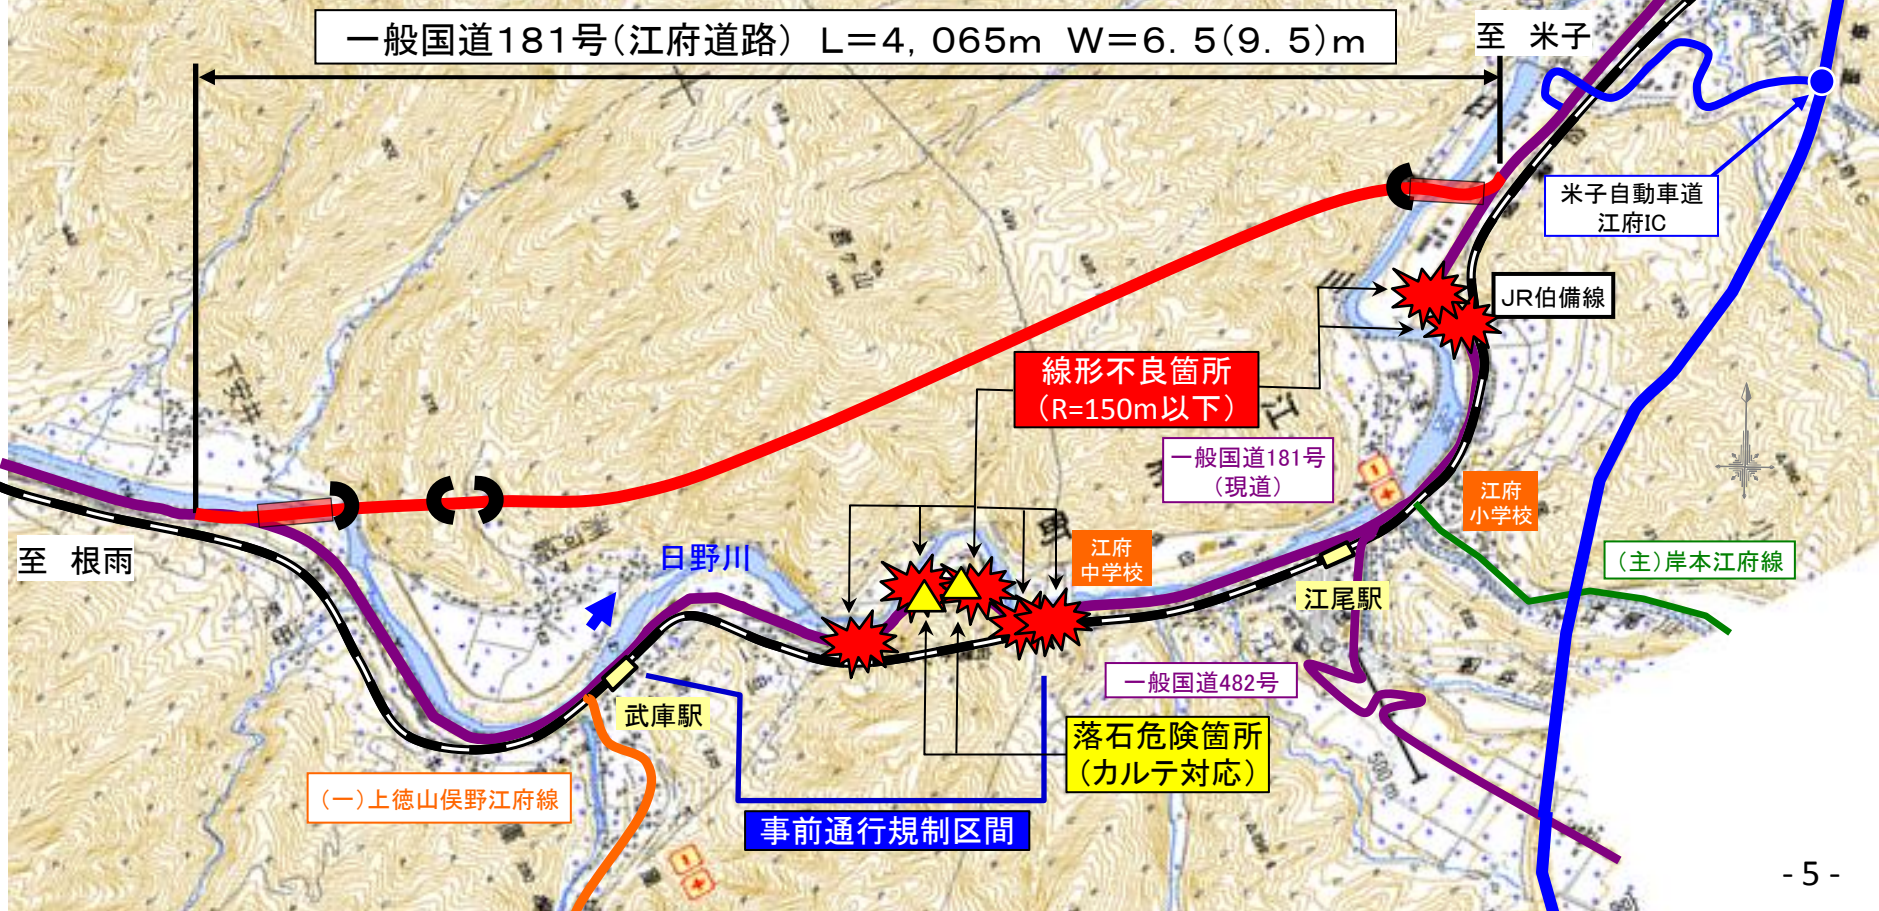 一般国道181号(江府道路) L=4,065m W=6.5(9.5)m
至 米子
米子自動車道
江府IC
JR伯備線
線形不良箇所
(R=150m以下)
一般国道181号
(現道)
江府
小学校
江府
中学校
(主)岸本江府線
至 根雨
日野川
下安井
江尾駅
一般国道482号
武庫駅
落石危険箇所
(カルテ対応)
(一)上徳山俣野江府線
事前通行規制区間
500m
- 5 -